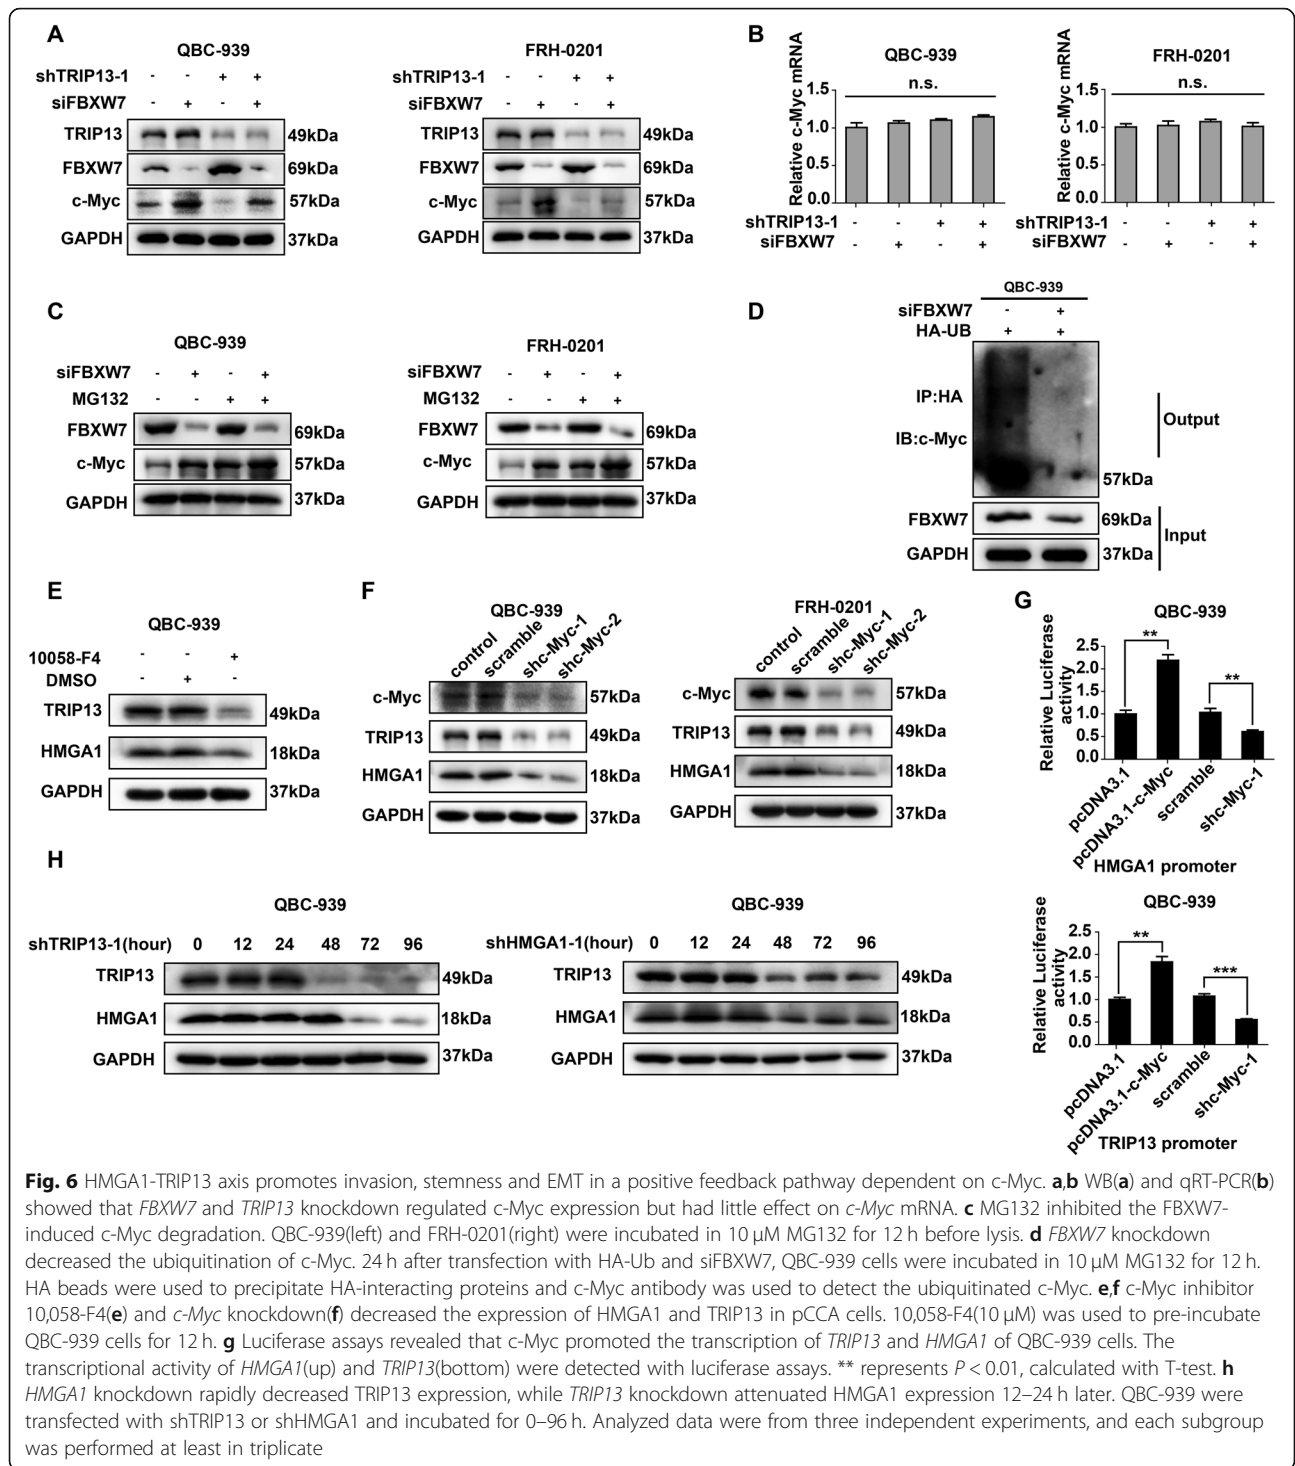 A
QBC-939
shTRIP13-1 - - + +
siFBXW7 - + - +
TRIP13 49kDa
FBXW7 69kDa
c-Myc 57kDa
GAPDH 37kDa
FRH-0201
shTRIP13-1 - - + +
siFBXW7 - + - +
TRIP13 49kDa
FBXW7 69kDa
c-Myc 57kDa
GAPDH 37kDa
B
QBC-939
n.s.
Relative c-Myc mRNA
1.5
1.0
0.5
0.0
shTRIP13-1 - - + +
siFBXW7 - + - +
FRH-0201
n.s.
Relative c-Myc mRNA
1.5
1.0
0.5
0.0
- - + +
- + - +
C
QBC-939
siFBXW7 - + - +
MG132 - - + +
FBXW7 69kDa
c-Myc 57kDa
GAPDH 37kDa
FRH-0201
siFBXW7 - + - +
MG132 - - + +
FBXW7 69kDa
c-Myc 57kDa
GAPDH 37kDa
D
QBC-939
siFBXW7 - +
HA-UB + +
IP:HA
IB:c-Myc
Output
57kDa
FBXW7 69kDa
Input
GAPDH 37kDa
E
QBC-939
10058-F4 - - +
DMSO - + -
TRIP13 49kDa
HMGA1 18kDa
GAPDH 37kDa
F
QBC-939
control scramble shc-Myc-1 shc-Myc-2
c-Myc 57kDa
TRIP13 49kDa
HMGA1 18kDa
GAPDH 37kDa
FRH-0201
control scramble shc-Myc-1 shc-Myc-2
c-Myc 57kDa
TRIP13 49kDa
HMGA1 18kDa
GAPDH 37kDa
G
QBC-939
Relative Luciferase
activity
2.5
2.0
1.5
1.0
0.5
0.0
** **
pcDNA3.1 pcDNA3.1-c-Myc scramble shc-Myc-1
HMGA1 promoter
QBC-939
Relative Luciferase
activity
2.5
2.0
1.5
1.0
0.5
0.0
** ***
pcDNA3.1 pcDNA3.1-c-Myc scramble shc-Myc-1
TRIP13 promoter
H
QBC-939
shTRIP13-1(hour) 0 12 24 48 72 96
TRIP13 49kDa
HMGA1 18kDa
GAPDH 37kDa
QBC-939
shHMGA1-1(hour) 0 12 24 48 72 96
TRIP13 49kDa
HMGA1 18kDa
GAPDH 37kDa
Fig. 6 HMGA1-TRIP13 axis promotes invasion, stemness and EMT in a positive feedback pathway dependent on c-Myc. a,b WB(a) and qRT-PCR(b)
showed that FBXW7 and TRIP13 knockdown regulated c-Myc expression but had little effect on c-Myc mRNA. c MG132 inhibited the FBXW7-
induced c-Myc degradation. QBC-939(left) and FRH-0201(right) were incubated in 10 μM MG132 for 12 h before lysis. d FBXW7 knockdown
decreased the ubiquitination of c-Myc. 24 h after transfection with HA-Ub and siFBXW7, QBC-939 cells were incubated in 10 μM MG132 for 12 h.
HA beads were used to precipitate HA-interacting proteins and c-Myc antibody was used to detect the ubiquitinated c-Myc. e,f c-Myc inhibitor
10,058-F4(e) and c-Myc knockdown(f) decreased the expression of HMGA1 and TRIP13 in pCCA cells. 10,058-F4(10 μM) was used to pre-incubate
QBC-939 cells for 12 h. g Luciferase assays revealed that c-Myc promoted the transcription of TRIP13 and HMGA1 of QBC-939 cells. The
transcriptional activity of HMGA1(up) and TRIP13(bottom) were detected with luciferase assays. ** represents P < 0.01, calculated with T-test. h
HMGA1 knockdown rapidly decreased TRIP13 expression, while TRIP13 knockdown attenuated HMGA1 expression 12–24 h later. QBC-939 were
transfected with shTRIP13 or shHMGA1 and incubated for 0–96 h. Analyzed data were from three independent experiments, and each subgroup
was performed at least in triplicate